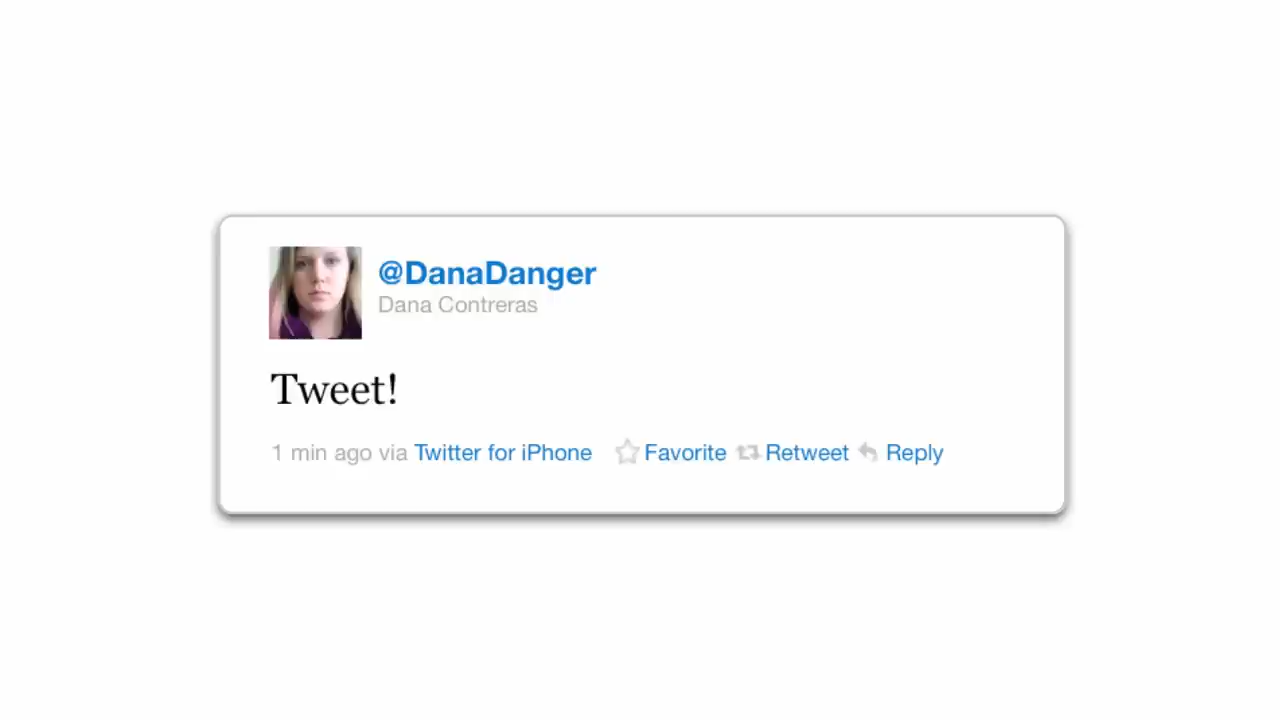 @DanaDanger
Dana Contreras
Tweet!
1 min ago via Twitter for iPhone Favorite Retweet Reply